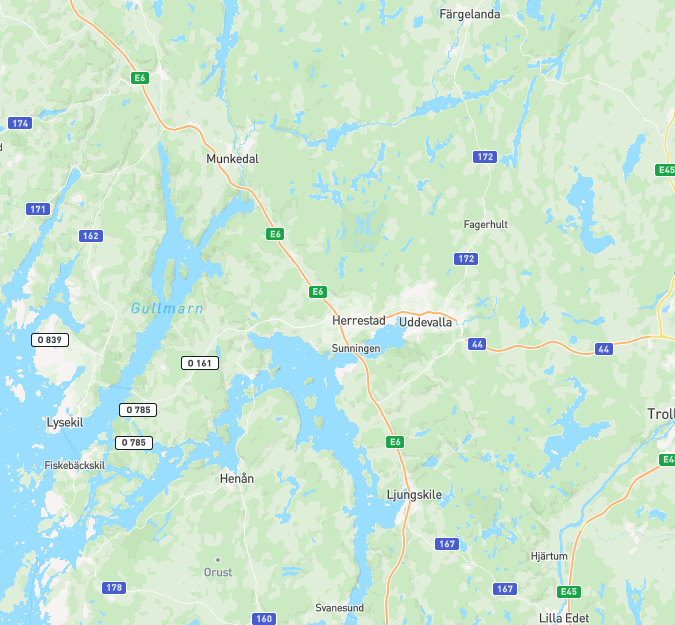 Färgelanda
E6
174
Munkedal
172
E45
171
162
Fagerhult
E6
172
E6
Gullmarn
Herrestad
Uddevalla
O 839
Sunningen
44
44
O 161
O 785
Lysekil
Troll
O 785
E6
Fiskebäckskil
E4
Henån
Ljungskile
167
Hjärtum
Orust
178
167
E45
Svanesund
160
Lilla Edet